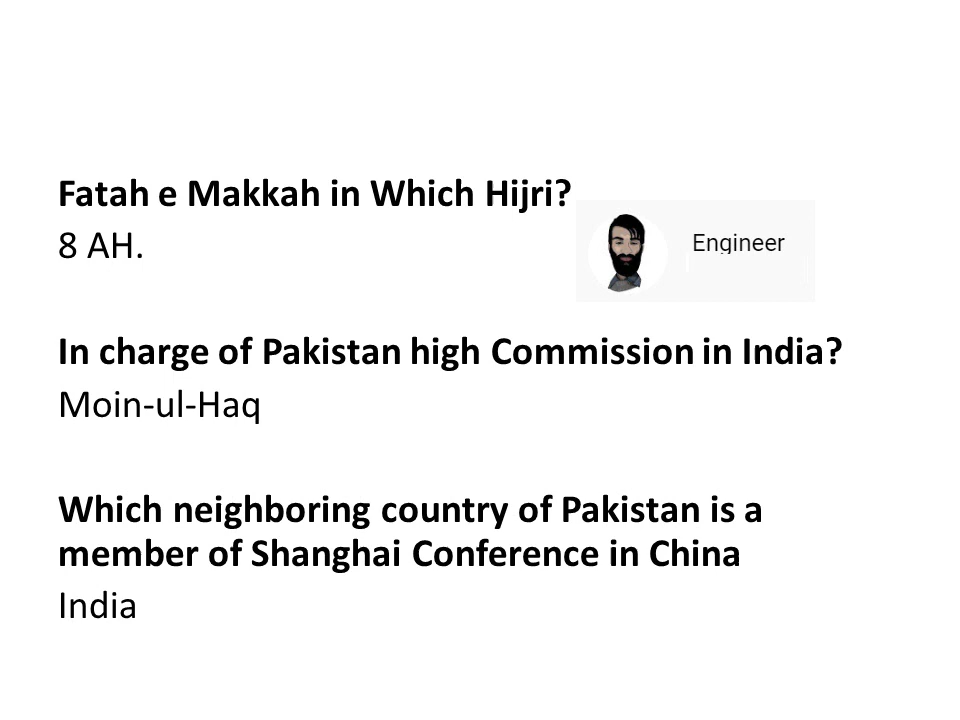 Fatah e Makkah in Which Hijri?
8 AH.
Engineer
In charge of Pakistan high Commission in India?
Moin-ul-Haq
Which neighboring country of Pakistan is a
member of Shanghai Conference in China
India